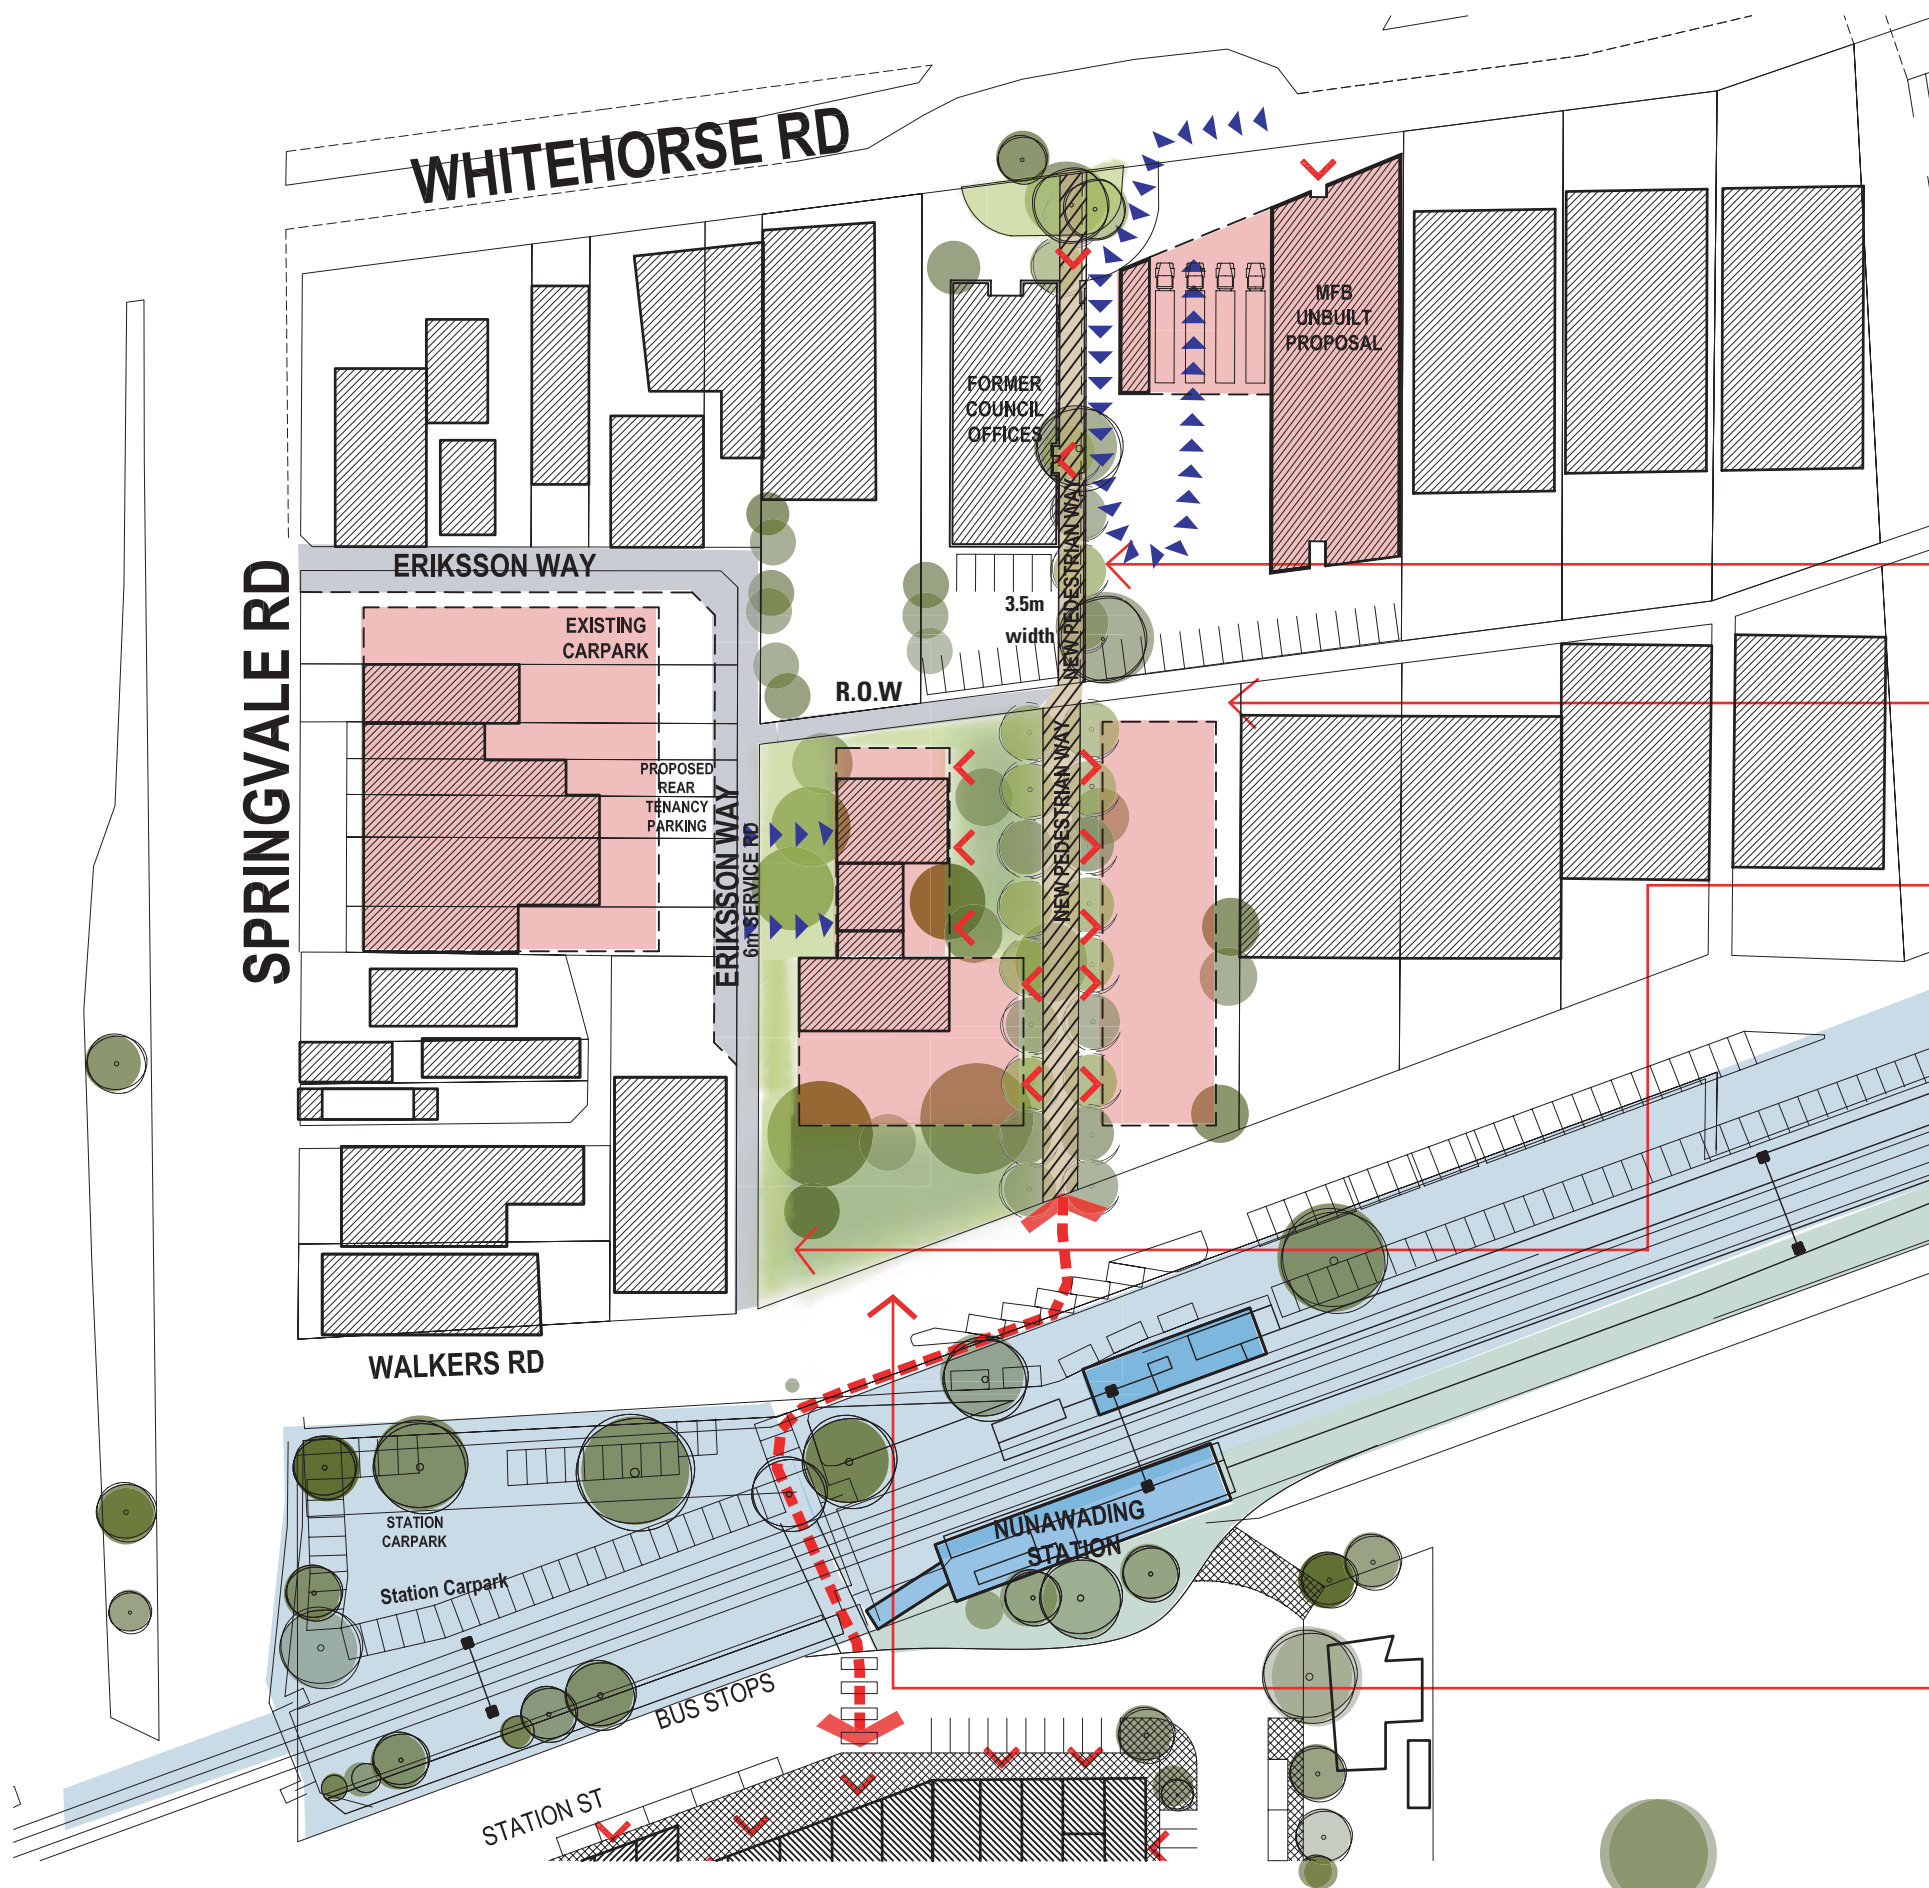 WHITEHORSE RD
MFB
UNBUILT
PROPOSAL
FORMER
COUNCIL
OFFICES
NEW PEDESTRIAN WAY
ERIKSSON WAY
SPRINGVALE RD
3.5m
width
EXISTING
CARPARK
R.O.W
PROPOSED
REAR
TENANCY
PARKING
ERIKSSON WAY
6m SERVICE RD
NEW PEDESTRIAN WAY
WALKERS RD
STATION
CARPARK
Station Carpark
NUNAWADING
STATION
BUS STOPS
STATION ST